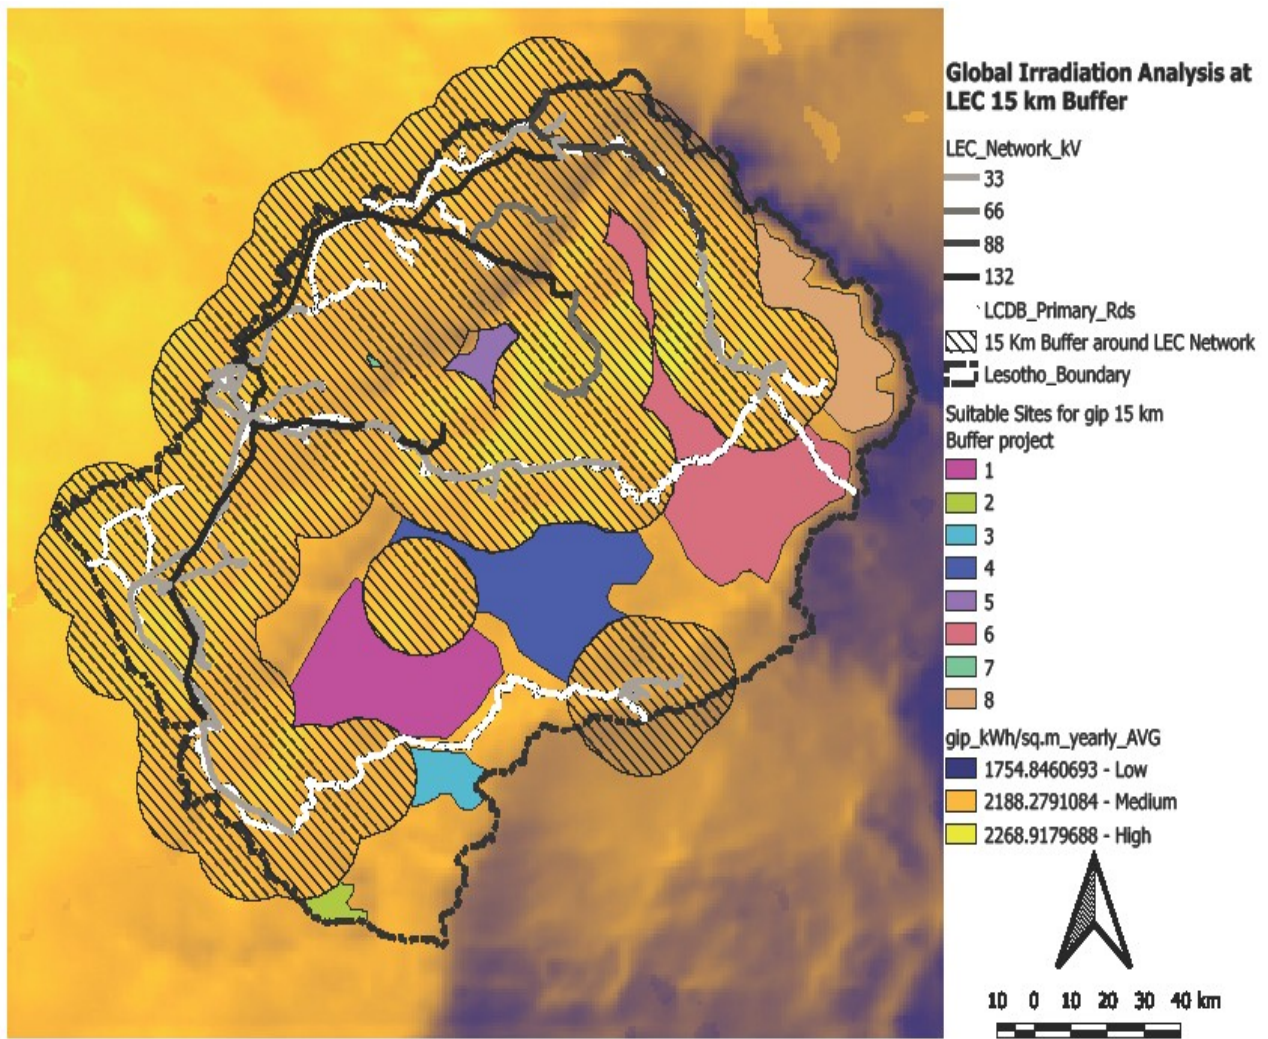 Global Irradiation Analysis at
LEC 15 km Buffer
LEC_Network_kV
33
66
88
132
LCDB_Primary_Rds
15 Km Buffer around LEC Network
Lesotho_Boundary
Suitable Sites for gip 15 km
Buffer project
1
2
3
4
5
6
7
8
gip_kWh/sq.m_yearly_AVG
1754.8460693 - Low
2188.2791084 - Medium
2268.9179688 - High
10 0 10 20 30 40 km